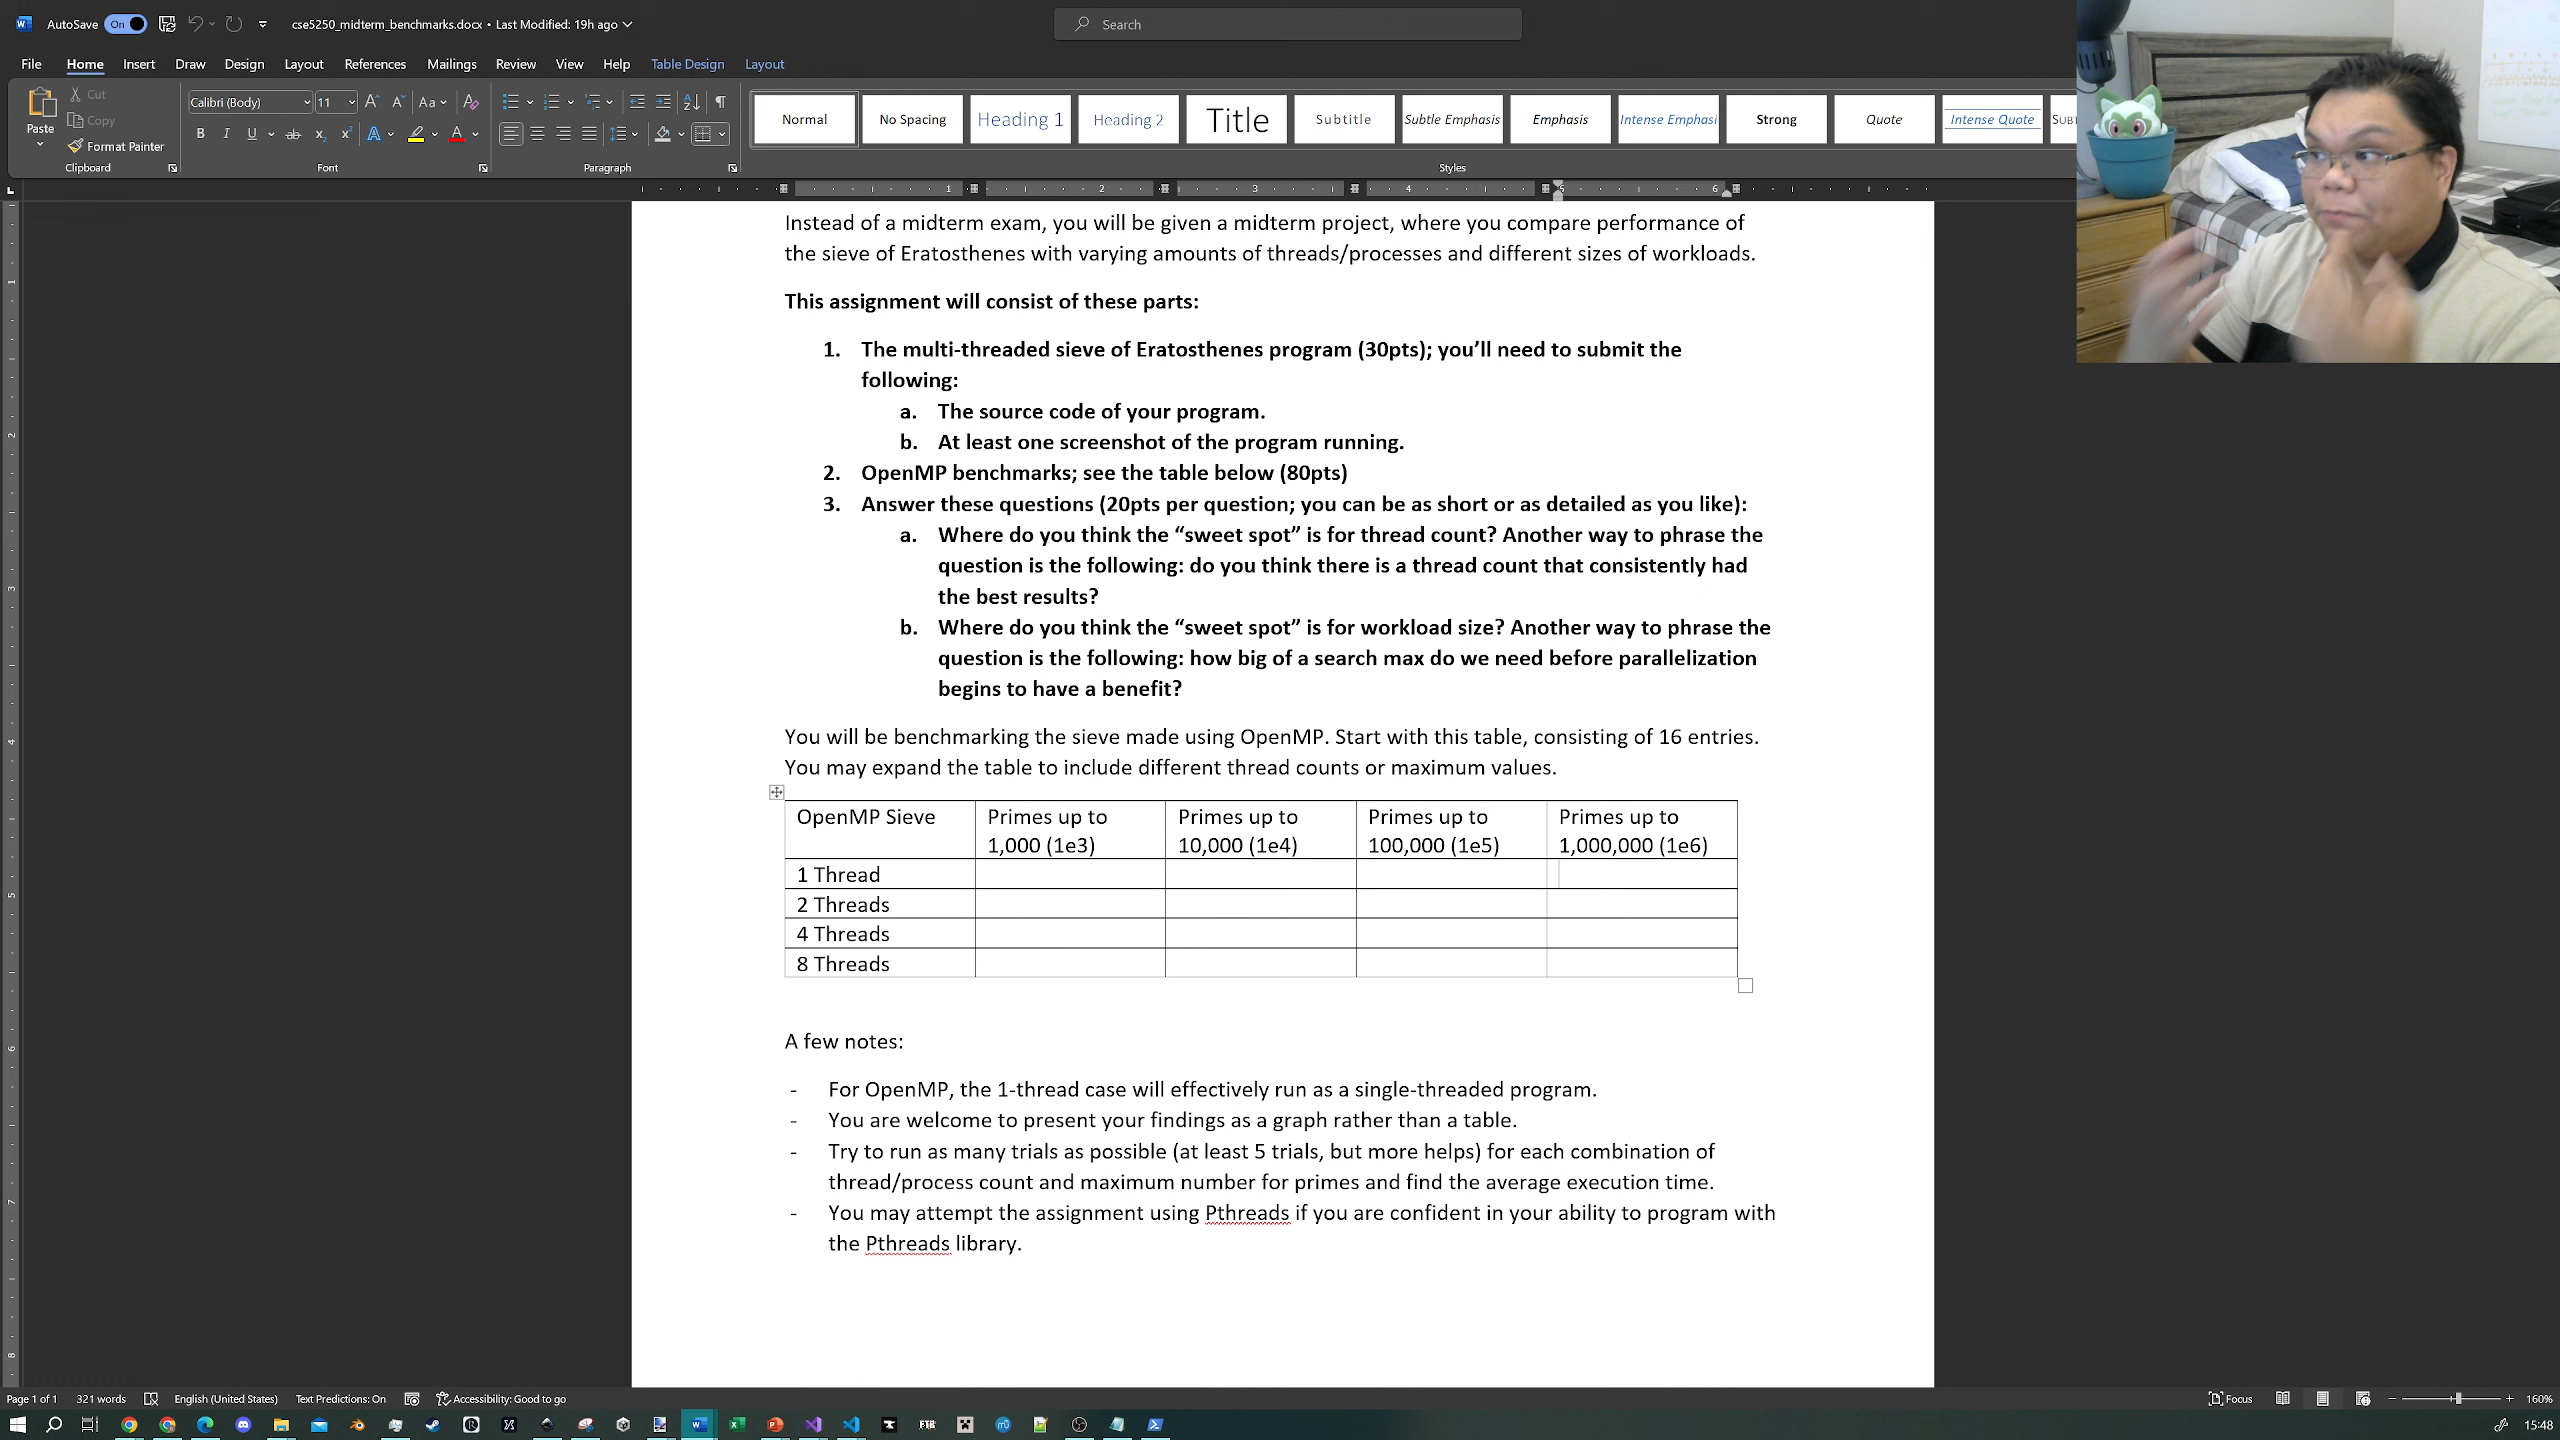 AutoSave On cse5250_midterm_benchmarks.docx • Last Modified: 19h ago Search
File Home Insert Draw Design Layout References Mailings Review View Help Table Design Layout
Paste Cut Copy Format Painter
Calibri (Body) 11 Aa
B I U ab x₂ x² A A
Normal No Spacing Heading 1 Heading 2 Title Subtitle Subtle Emphasis Emphasis Intense Emphasi Strong Quote Intense Quote SUBT
Clipboard Font Paragraph Styles
1 2 3 4 5 6
Instead of a midterm exam, you will be given a midterm project, where you compare performance of
the sieve of Eratosthenes with varying amounts of threads/processes and different sizes of workloads.
This assignment will consist of these parts:
1. The multi-threaded sieve of Eratosthenes program (30pts); you’ll need to submit the
following:
a. The source code of your program.
b. At least one screenshot of the program running.
2. OpenMP benchmarks; see the table below (80pts)
3. Answer these questions (20pts per question; you can be as short or as detailed as you like):
a. Where do you think the “sweet spot” is for thread count? Another way to phrase the
question is the following: do you think there is a thread count that consistently had
the best results?
b. Where do you think the “sweet spot” is for workload size? Another way to phrase the
question is the following: how big of a search max do we need before parallelization
begins to have a benefit?
You will be benchmarking the sieve made using OpenMP. Start with this table, consisting of 16 entries.
You may expand the table to include different thread counts or maximum values.
OpenMP Sieve Primes up to Primes up to Primes up to Primes up to
1,000 (1e3) 10,000 (1e4) 100,000 (1e5) 1,000,000 (1e6)
1 Thread
2 Threads
4 Threads
8 Threads
A few notes:
- For OpenMP, the 1-thread case will effectively run as a single-threaded program.
- You are welcome to present your findings as a graph rather than a table.
- Try to run as many trials as possible (at least 5 trials, but more helps) for each combination of
thread/process count and maximum number for primes and find the average execution time.
- You may attempt the assignment using Pthreads if you are confident in your ability to program with
the Pthreads library.
Page 1 of 1 321 words English (United States) Text Predictions: On Accessibility: Good to go Focus 160%
FTB 15:48